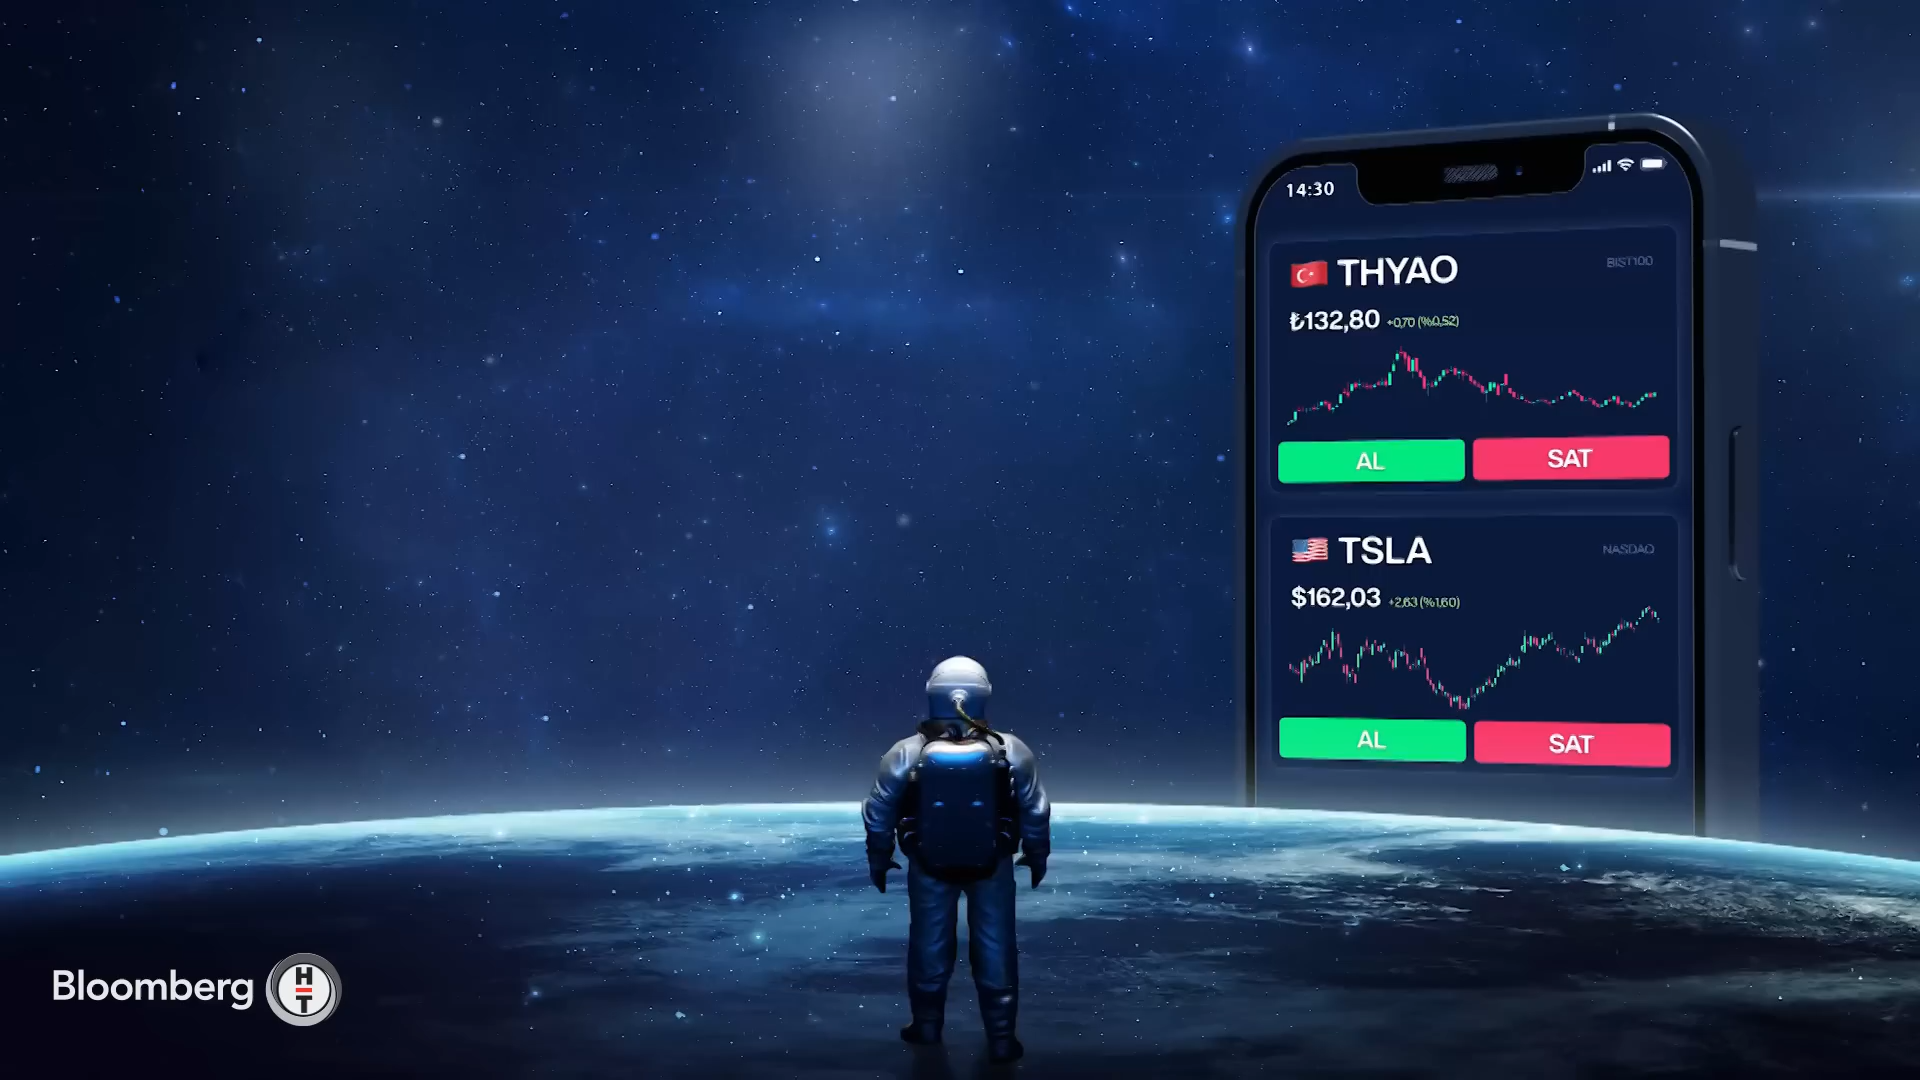 14:30
THYAO
BIST100
₺132,80 +0,70 (%0,52)
AL
SAT
TSLA
NASDAQ
$162,03 +2,63 (%1,60)
AL
SAT
Bloomberg HT